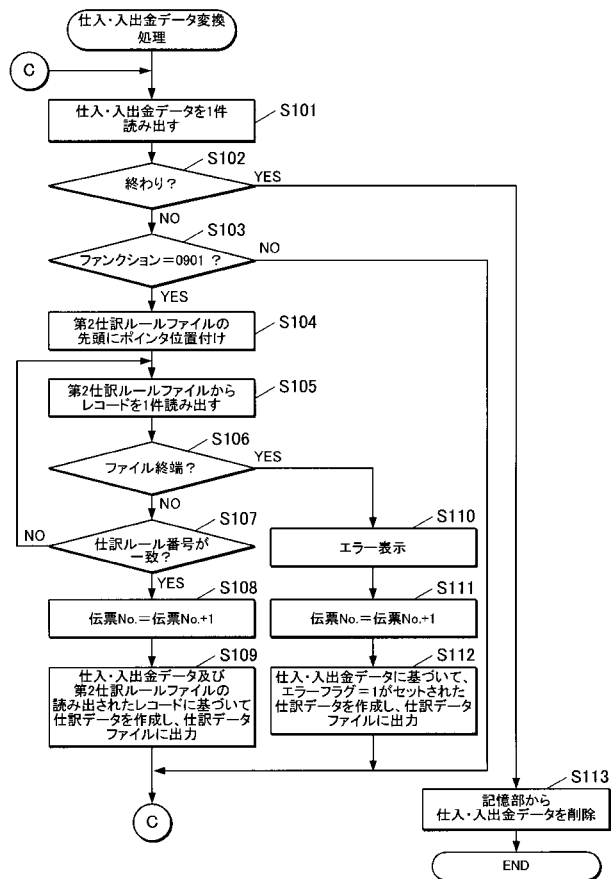 仕入・入出金データ変換
処理
C
仕入・入出金データを1件
読み出す
S101
S102
終わり?
YES
NO
S103
ファンクション=0901 ?
NO
YES
第2仕訳ルールファイルの
先頭にポインタ位置付け
S104
第2仕訳ルールファイルから
レコードを1件読み出す
S105
S106
ファイル終端?
YES
NO
S107
仕訳ルール番号が
一致?
NO
YES
S110
エラー表示
S108
伝票No.=伝票No.+1
S111
伝票No.=伝票No.+1
S109
仕入・入出金データ及び
第2仕訳ルールファイルの
読み出されたレコードに基づいて
仕訳データを作成し、仕訳データ
ファイルに出力
S112
仕入・入出金データに基づいて、
エラーフラグ=1がセットされた
仕訳データを作成し、仕訳データ
ファイルに出力
C
S113
記憶部から
仕入・入出金データを削除
END